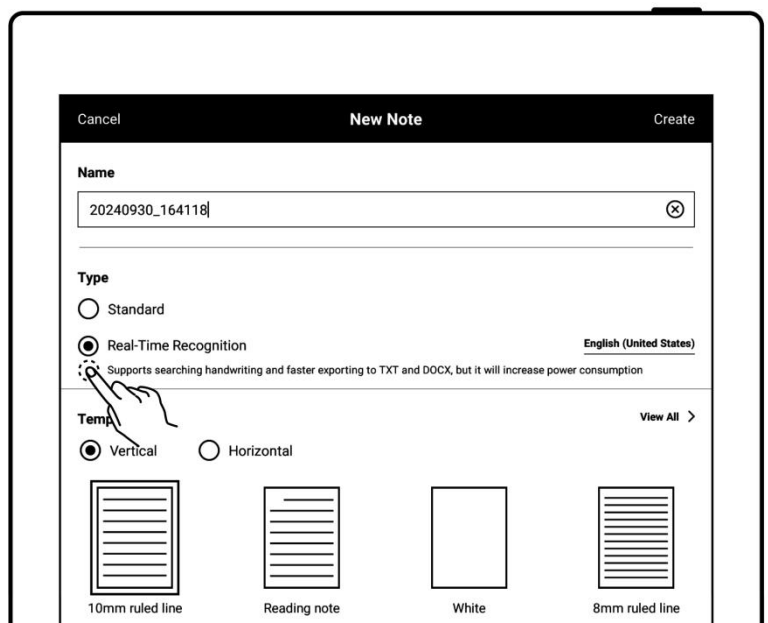 Cancel New Note Create
Name
20240930_164118
Type
Standard
Real-Time Recognition English (United States)
Supports searching handwriting and faster exporting to TXT and DOCX, but it will increase power consumption
View All
Vertical Horizontal
10mm ruled line Reading note White 8mm ruled line